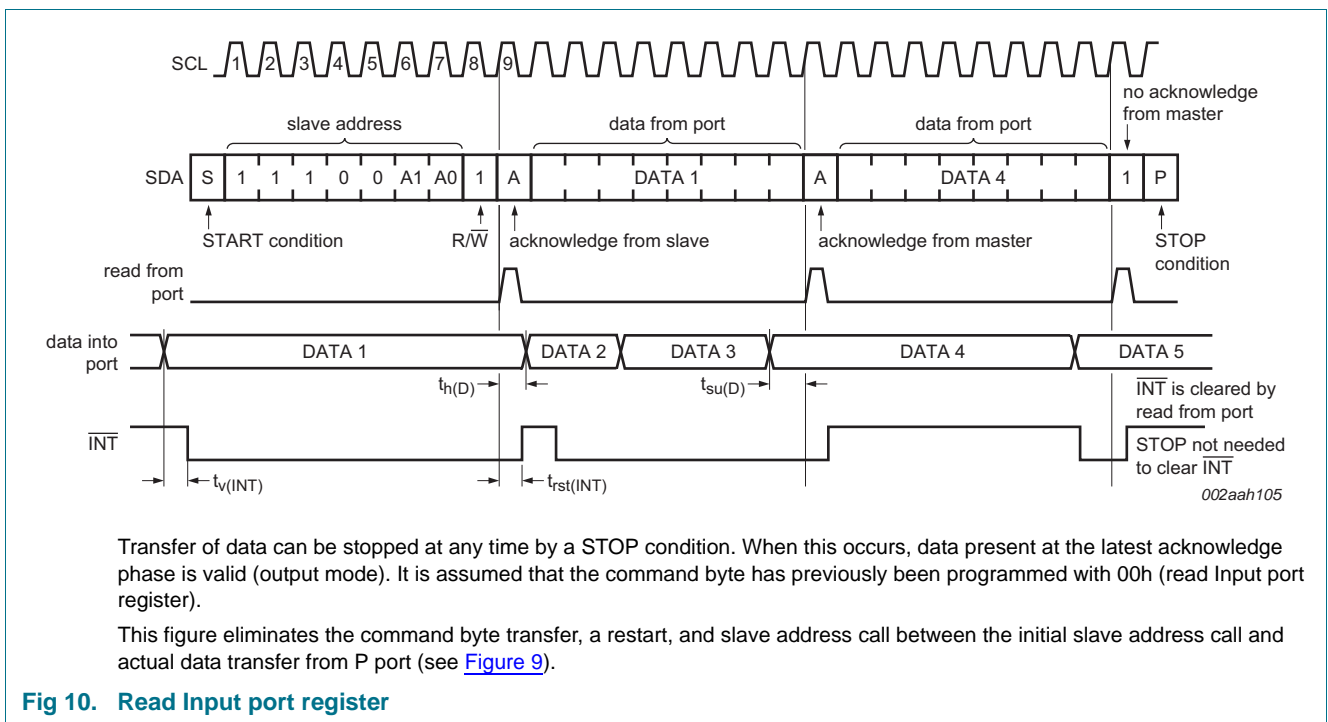 SCL 1 2 3 4 5 6 7 8 9
no acknowledge
from master
slave address data from port data from port
SDA S 1 1 1 0 0 A1 A0 1 A DATA 1 A DATA 4 1 P
START condition R/W acknowledge from slave acknowledge from master STOP
condition
read from
port
data into
port
DATA 1 DATA 2 DATA 3 DATA 4 DATA 5
th(D) tsu(D)
INT is cleared by
read from port
INT
STOP not needed
to clear INT
tv(INT) trst(INT)
002aah105
Transfer of data can be stopped at any time by a STOP condition. When this occurs, data present at the latest acknowledge
phase is valid (output mode). It is assumed that the command byte has previously been programmed with 00h (read Input port
register).
This figure eliminates the command byte transfer, a restart, and slave address call between the initial slave address call and
actual data transfer from P port (see Figure 9).
Fig 10. Read Input port register